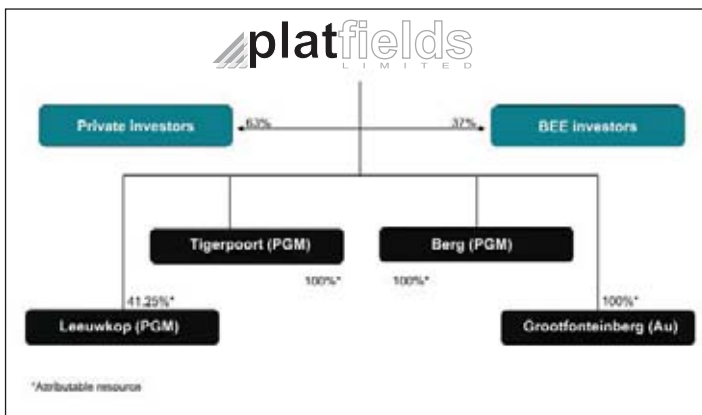 platfields
LIMITED
Private Investors
63%
37%
BEE investors
Tigerpoort (PGM)
Berg (PGM)
100%*
100%*
41.25%*
100%*
Leeuwkop (PGM)
Grootfonteinberg (Au)
*Attributable resource